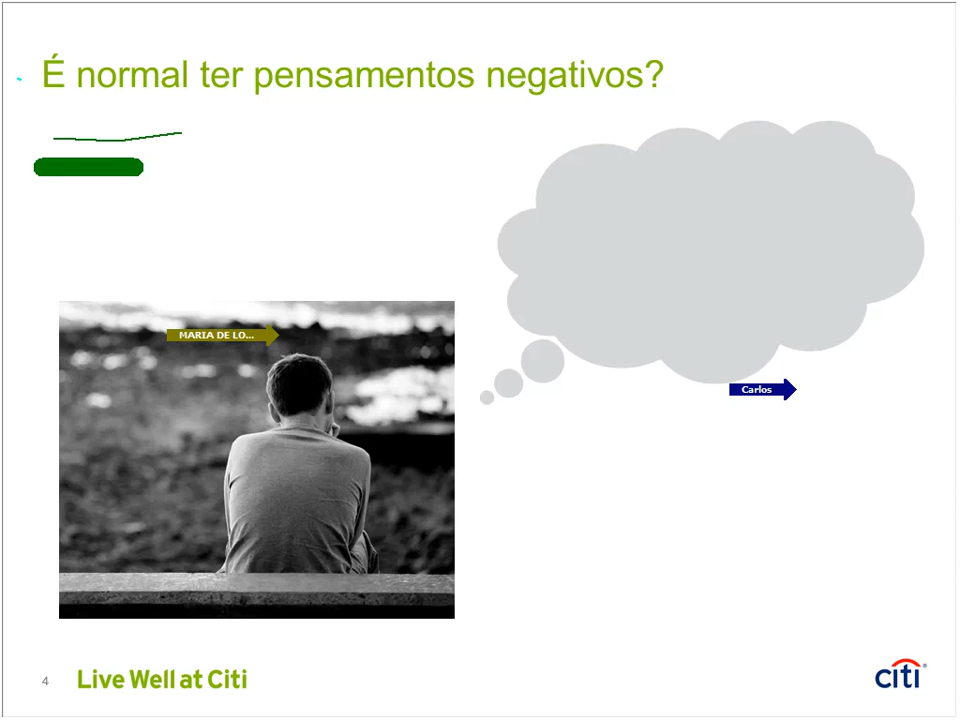 É normal ter pensamentos negativos?
MARIA DE LO...
Carlos
4
Live Well at Citi
citi®